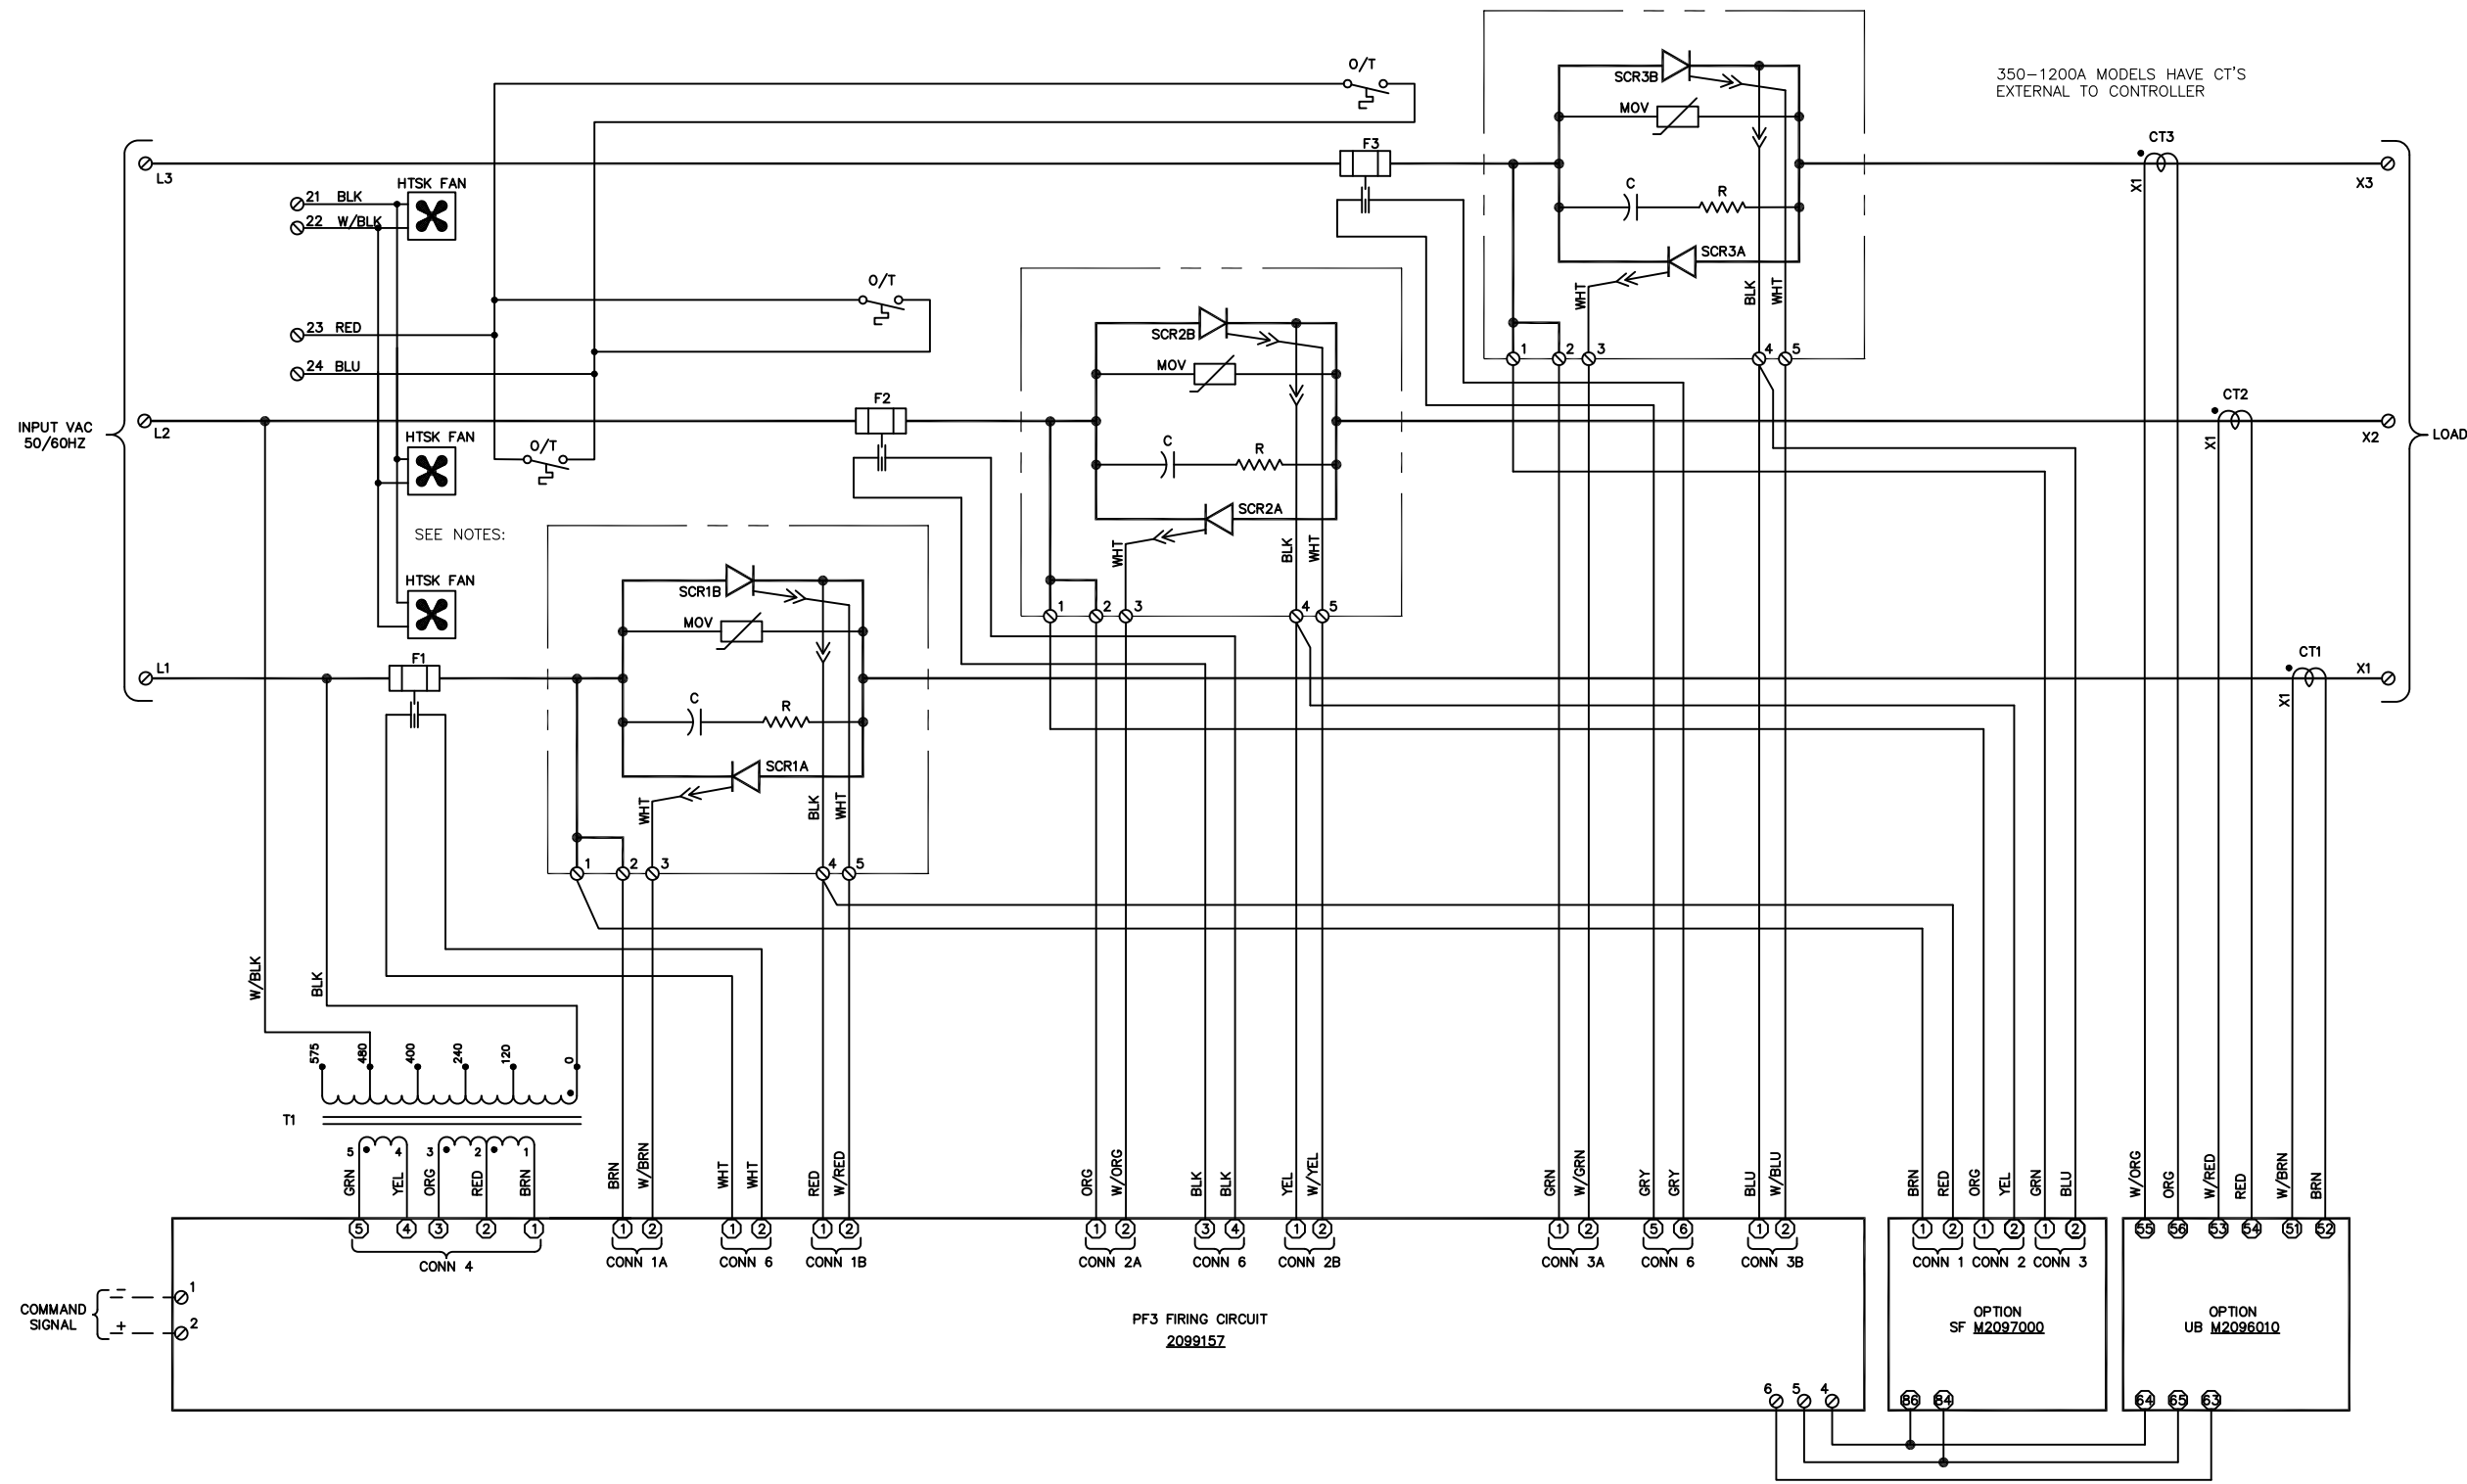 350-1200A MODELS HAVE CT'S
EXTERNAL TO CONTROLLER
O/T
SCR3B
MOV
F3
CT3
L3
X1
X3
HTSK FAN
21 BLK
22 W/BLK
C
R
SCR3A
O/T
WHT
BLK
WHT
23 RED
24 BLU
SCR2B
MOV
1
2
3
4
5
F2
CT2
INPUT VAC
50/60HZ
L2
X1
X2
LOAD
HTSK FAN
O/T
C
R
SCR2A
SEE NOTES:
WHT
BLK
WHT
HTSK FAN
SCR1B
MOV
1
2
3
4
5
L1
F1
CT1
X1
X1
C
R
SCR1A
WHT
BLK
WHT
1
2
3
4
5
W/BLK
BLK
575
480
400
240
120
0
T1
5
4
3
2
1
GRN
YEL
ORG
RED
BRN
BRN
W/BRN
WHT
WHT
RED
W/RED
ORG
W/ORG
BLK
BLK
YEL
W/YEL
GRN
W/GRN
GRY
GRY
BLU
W/BLU
BRN
RED
ORG
YEL
GRN
BLU
W/ORG
ORG
W/RED
RED
W/BRN
BRN
5
4
3
2
1
1
2
1
2
1
2
1
2
3
4
1
2
1
2
5
6
1
2
1
2
1
2
1
2
55
56
53
54
51
52
CONN 4
CONN 1A
CONN 6
CONN 1B
CONN 2A
CONN 6
CONN 2B
CONN 3A
CONN 6
CONN 3B
CONN 1
CONN 2
CONN 3
COMMAND
SIGNAL
-
1
+
2
PF3 FIRING CIRCUIT
2099157
OPTION
SF M2097000
OPTION
UB M2096010
6
5
4
86
84
64
65
63